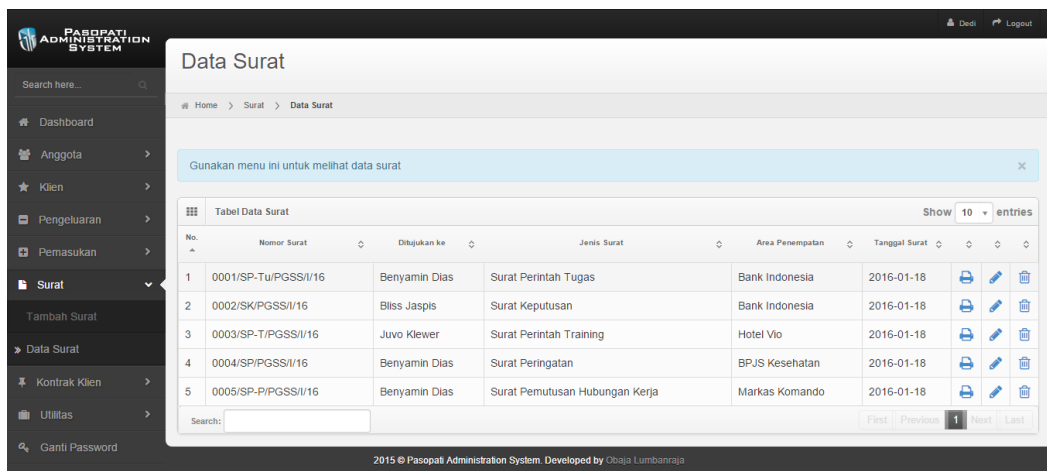 Dedi Logout
PASOPATI
ADMINISTRATION
SYSTEM
Search here...
Dashboard
Anggota
Klien
Pengeluaran
Pemasukan
Surat
Tambah Surat
Data Surat
Kontrak Klien
Utilitas
Ganti Password
Data Surat
Home > Surat > Data Surat
Gunakan menu ini untuk melihat data surat ×
Tabel Data Surat Show 10 entries
No. Nomor Surat Ditujukan ke Jenis Surat Area Penempatan Tanggal Surat
1 0001/SP-Tu/PGSS/I/16 Benyamin Dias Surat Perintah Tugas Bank Indonesia 2016-01-18
2 0002/SK/PGSS/I/16 Bliss Jaspis Surat Keputusan Bank Indonesia 2016-01-18
3 0003/SP-T/PGSS/I/16 Juvo Klewer Surat Perintah Training Hotel Vio 2016-01-18
4 0004/SP/PGSS/I/16 Benyamin Dias Surat Peringatan BPJS Kesehatan 2016-01-18
5 0005/SP-P/PGSS/I/16 Benyamin Dias Surat Pemutusan Hubungan Kerja Markas Komando 2016-01-18
Search: First Previous 1 Next Last
2015 © Pasopati Administration System. Developed by Obaja Lumbanraja